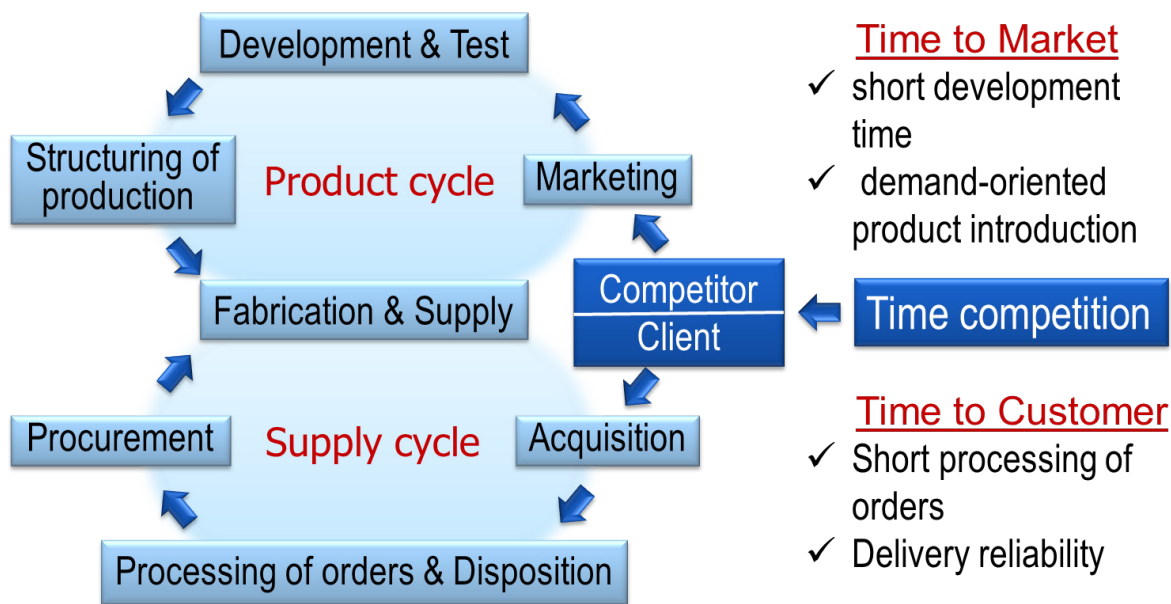 Development & Test
Structuring of
production
Product cycle
Marketing
Fabrication & Supply
Competitor
Client
Procurement
Supply cycle
Acquisition
Processing of orders & Disposition
Time to Market
✓ short development
time
✓ demand-oriented
product introduction
Time competition
Time to Customer
✓ Short processing of
orders
✓ Delivery reliability